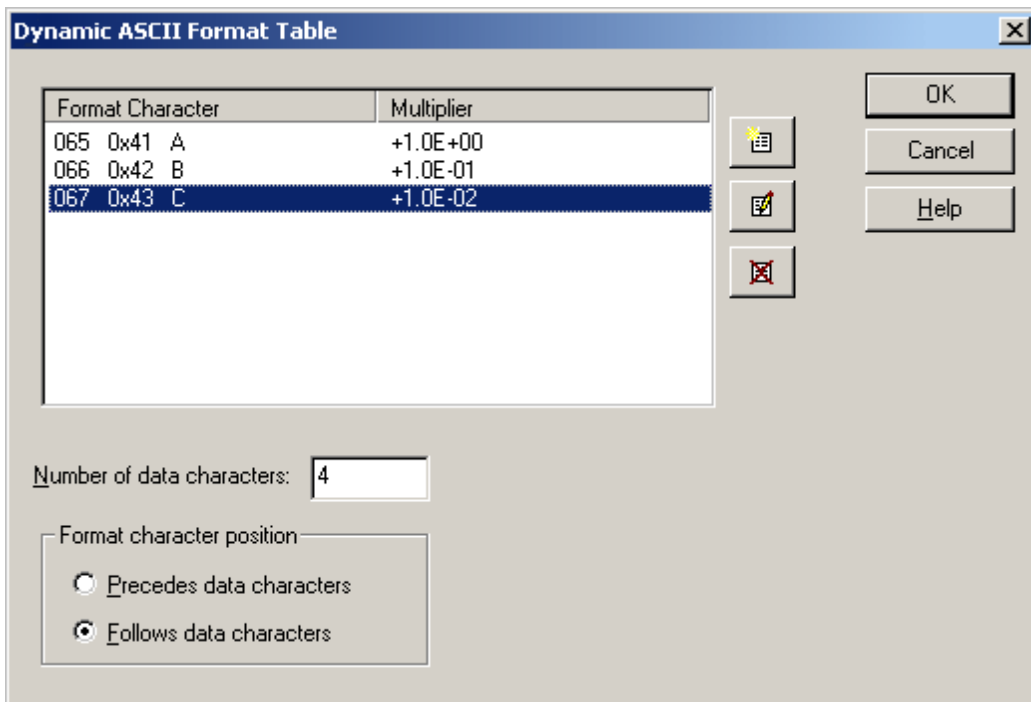 Dynamic ASCII Format Table
OK
Cancel
Help
Format Character Multiplier
065 0x41 A +1.0E+00
066 0x42 B +1.0E-01
067 0x43 C +1.0E-02
Number of data characters: 4
Format character position
Precedes data characters
Follows data characters